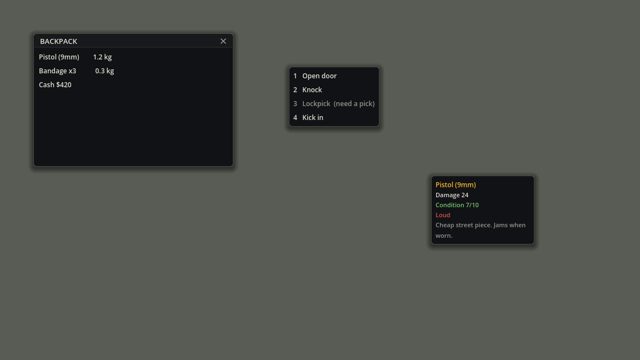 BACKPACK ✕
Pistol (9mm) 1.2 kg
Bandage x3 0.3 kg
Cash $420
1 Open door
2 Knock
3 Lockpick (need a pick)
4 Kick in
Pistol (9mm)
Damage 24
Condition 7/10
Loud
Cheap street piece. Jams when
worn.